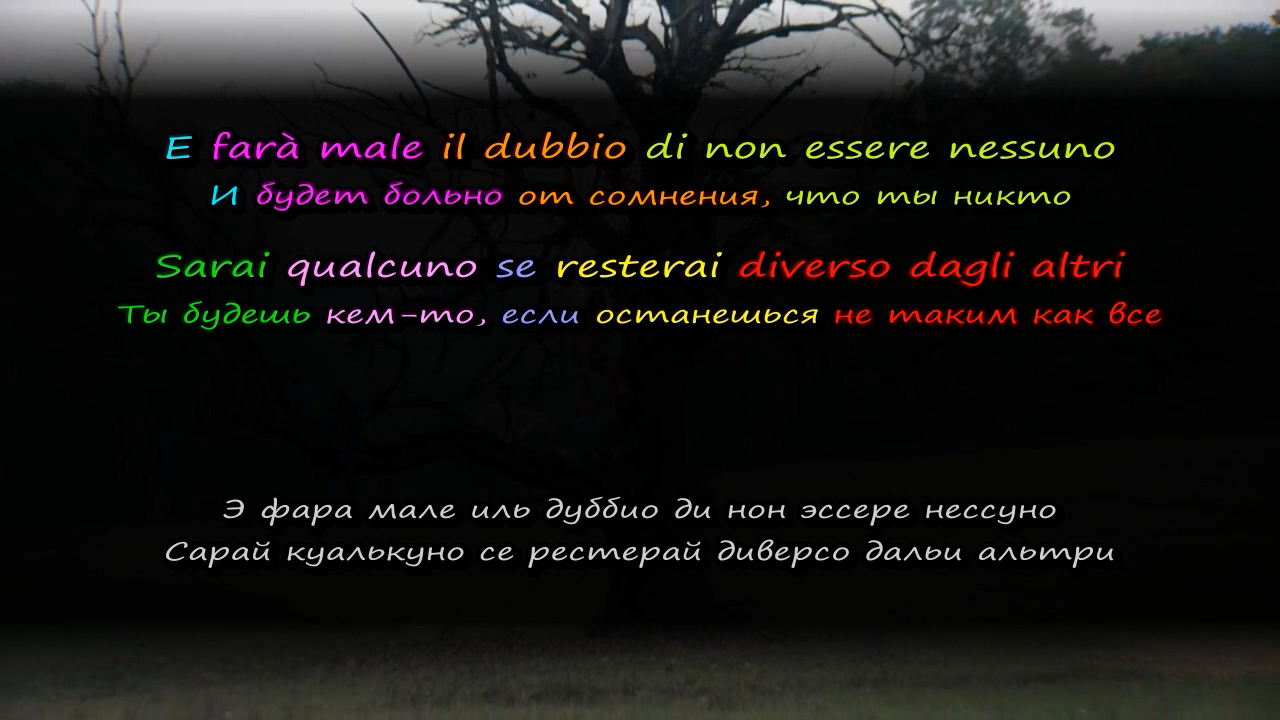 E farà male il dubbio di non essere nessuno
И будет больно от сомнения, что ты никто
Sarai qualcuno se resterai diverso dagli altri
Ты будешь кем-то, если останешься не таким как все
Э фара мале иль дуббио ди нон эссере нессуно
Сарай куалькуно се рестерай диверсо дальи альтри